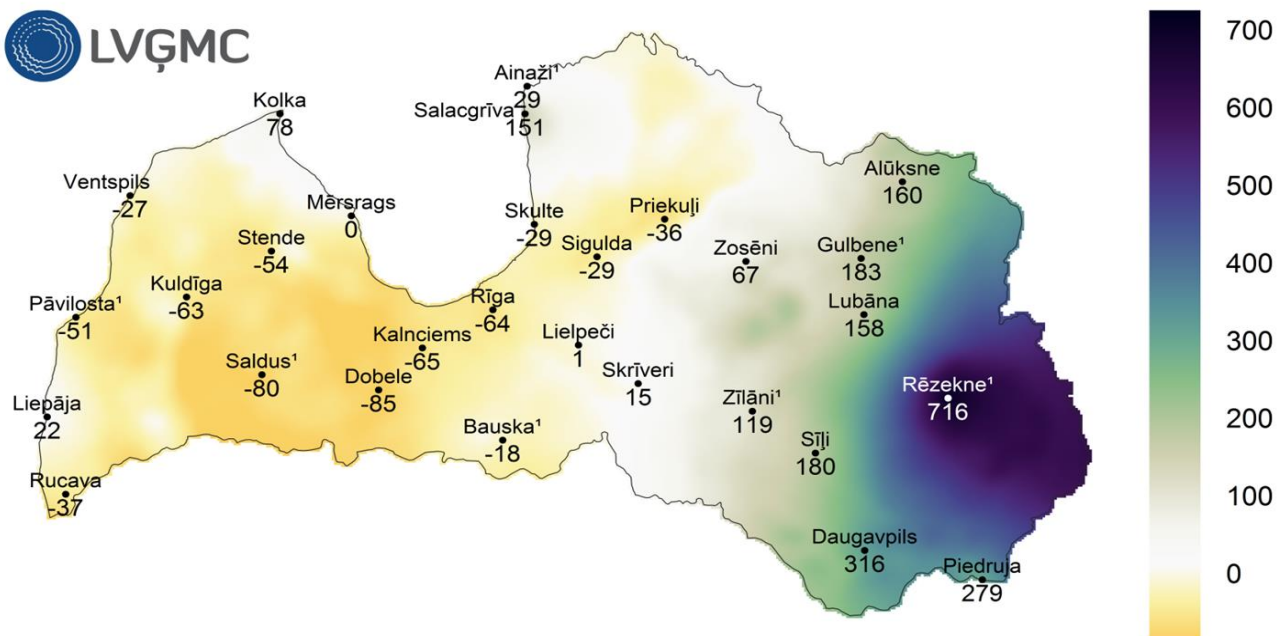 LVĢMC
700
600
500
400
300
200
100
0
Ainaži¹
29
Kolka
78
Salacgrīva
151
Alūksne
160
Ventspils
-27
Mērsrags
0
Skulte
-29
Priekuļi
-36
Stende
-54
Sigulda
-29
Zosēni
67
Gulbene¹
183
Kuldīga
-63
Pāvilosta¹
-51
Rīga
-64
Lubāna
158
Kalnciems
-65
Lielpeči
1
Saldus¹
-80
Dobele
-85
Skrīveri
15
Rēzekne¹
716
Liepāja
22
Zīlāni¹
119
Bauska¹
-18
Sīļi
180
Rucava
-37
Daugavpils
316
Piedruja
279